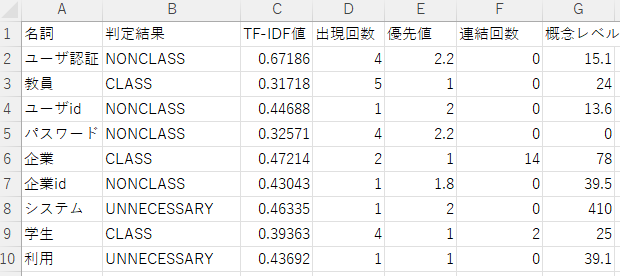 A B C D E F G
1 名詞 判定結果 TF-IDF値 出現回数 優先値 連結回数 概念レベル
2 ユーザ認証 NONCLASS 0.67186 4 2.2 0 15.1
3 教員 CLASS 0.31718 5 1 0 24
4 ユーザid NONCLASS 0.44688 1 2 0 13.6
5 パスワード NONCLASS 0.32571 4 2.2 0 0
6 企業 CLASS 0.47214 2 1 14 78
7 企業id NONCLASS 0.43043 1 1.8 0 39.5
8 システム UNNECESSARY 0.46335 1 2 0 410
9 学生 CLASS 0.39363 4 1 2 25
10 利用 UNNECESSARY 0.43692 1 1 0 39.1